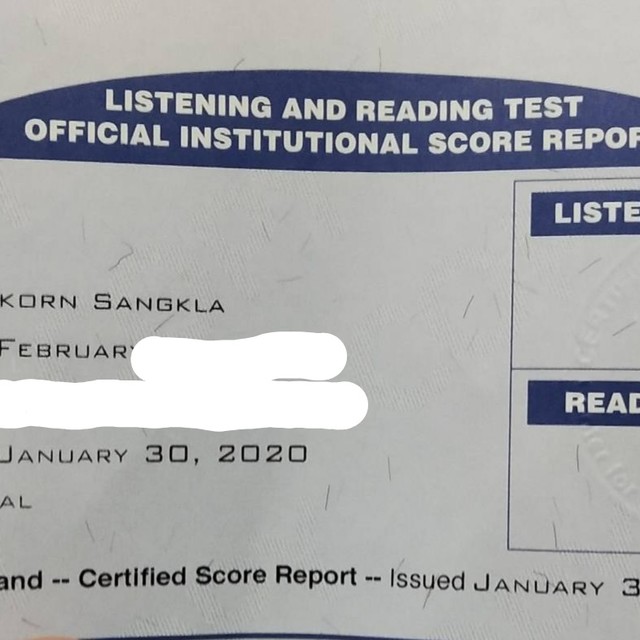 LISTENING AND READING TEST
OFFICIAL INSTITUTIONAL SCORE REPOR
LISTE
KORN SANGKLA
FEBRUAR
READ
JANUARY 30, 2020
AL
and -- Certified Score Report -- Issued JANUARY 3